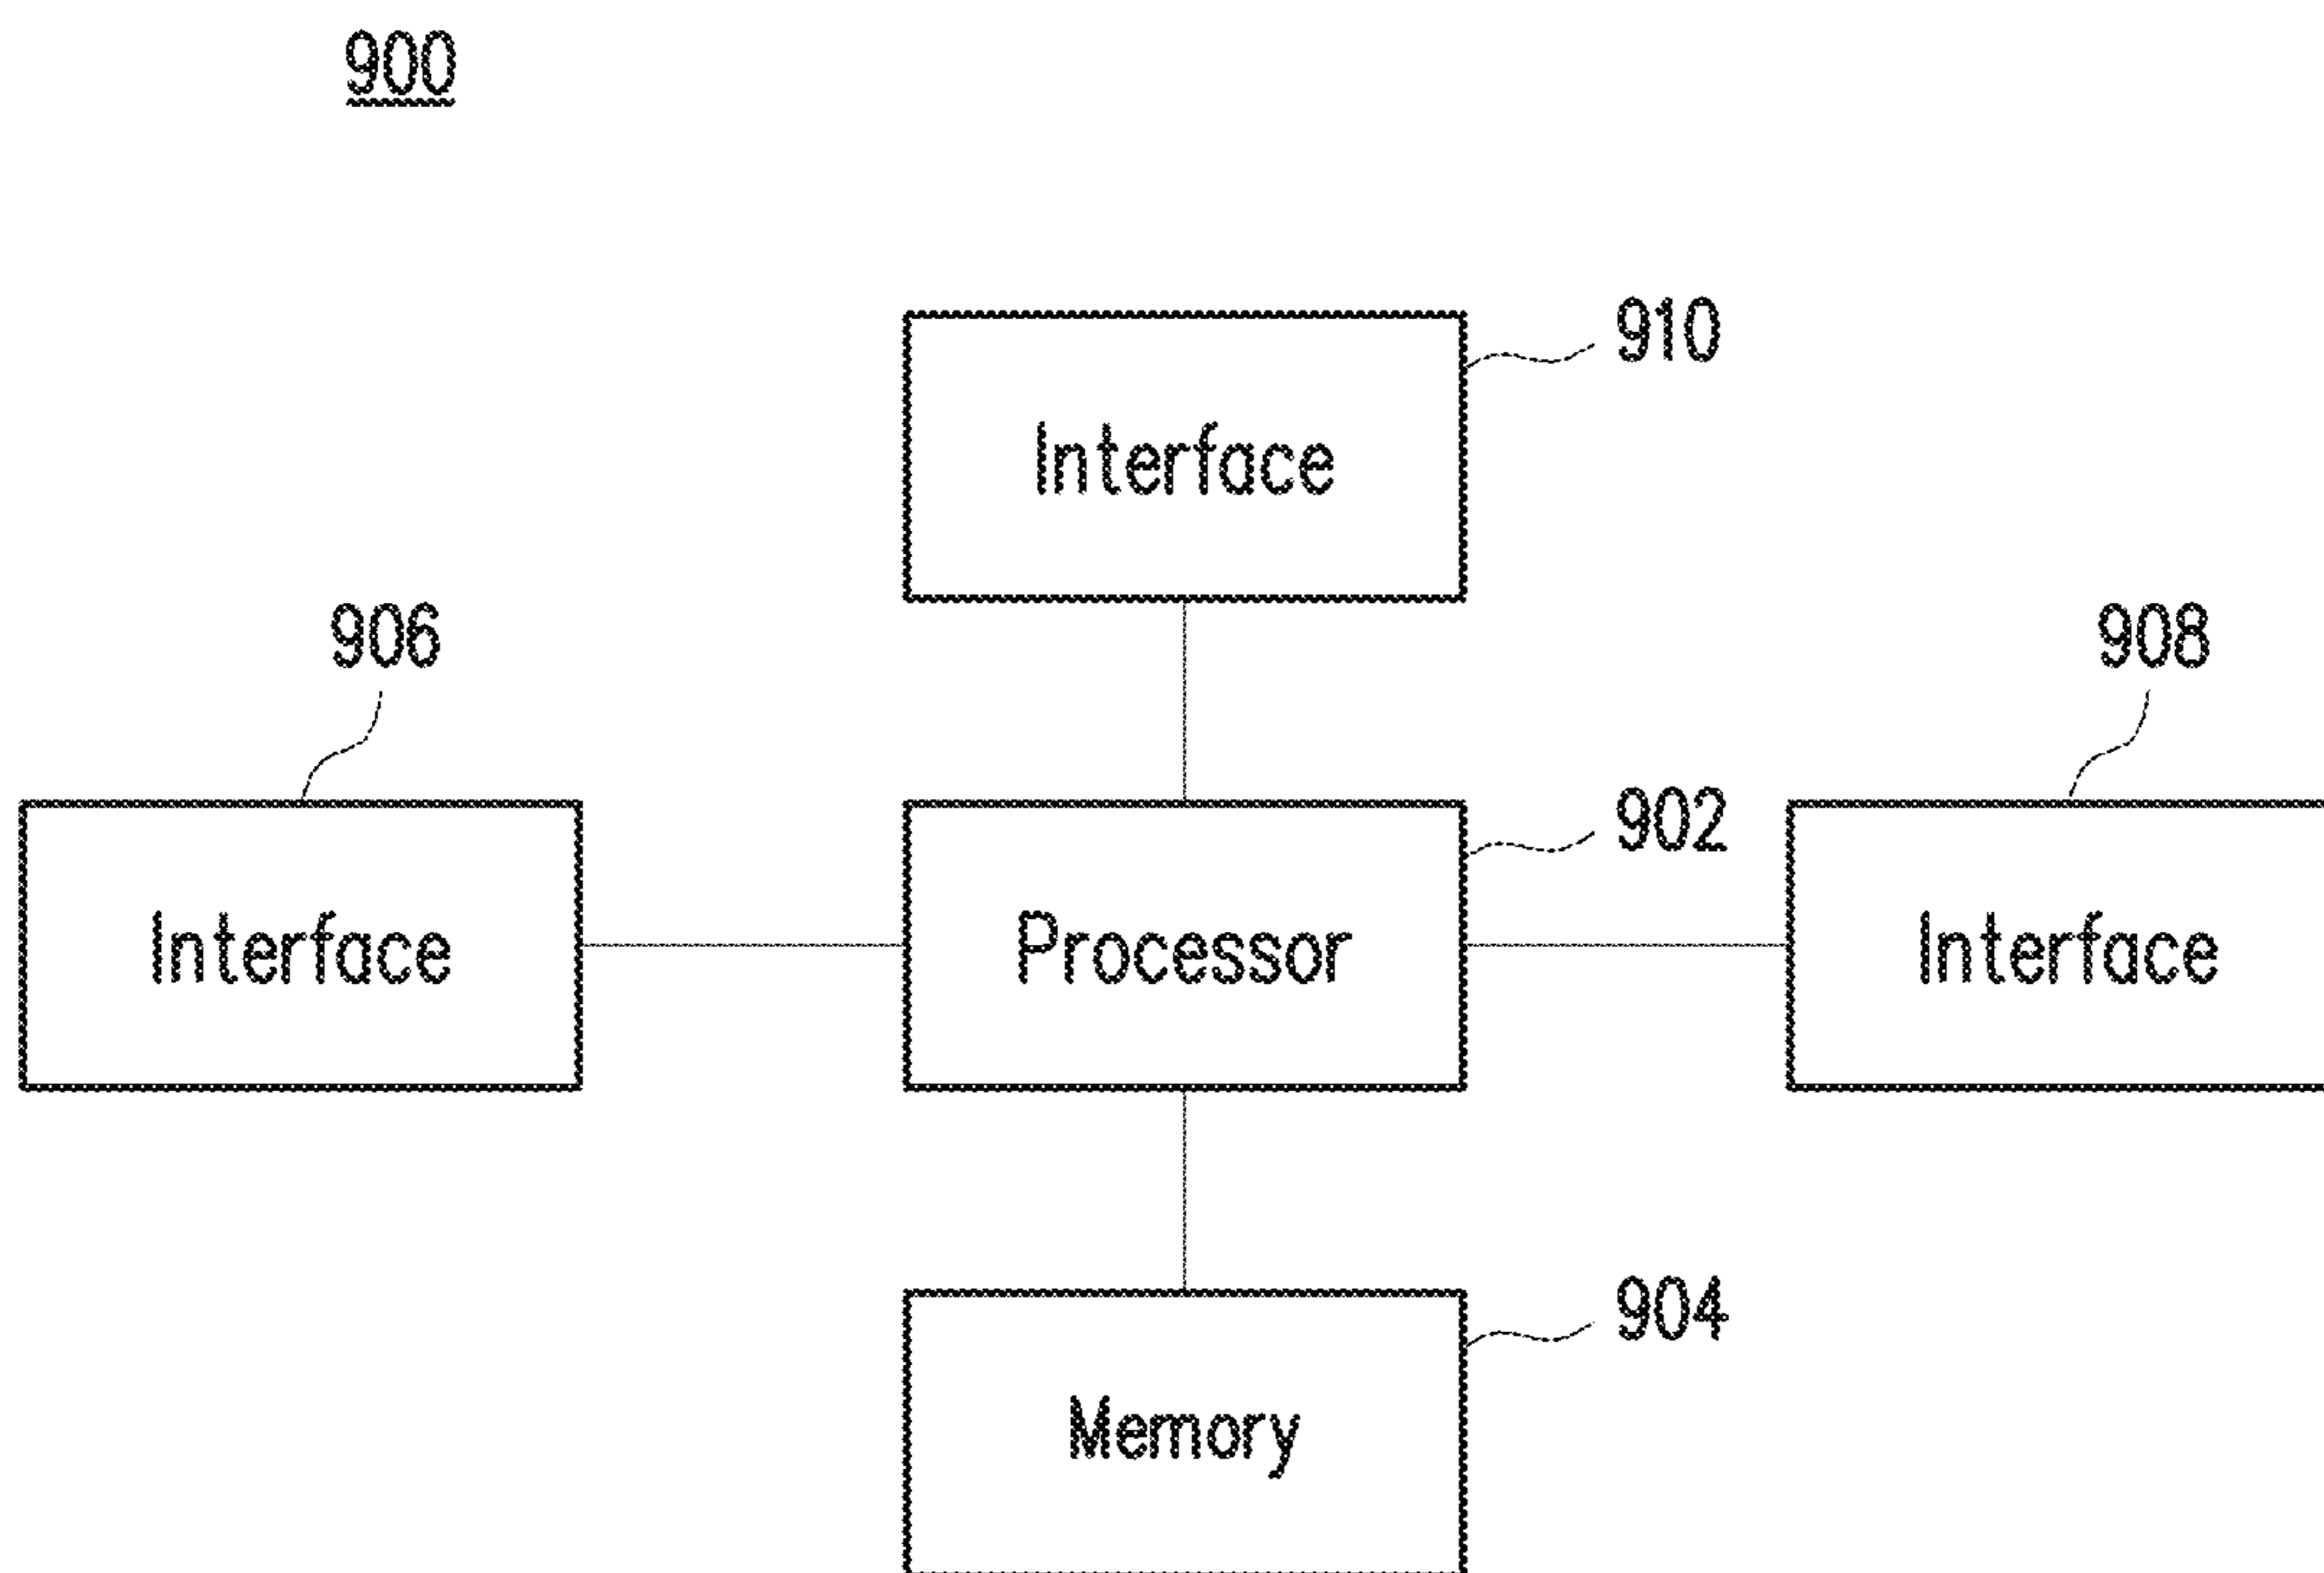 900
910
Interface
906
908
902
Interface
Processor
Interface
904
Memory